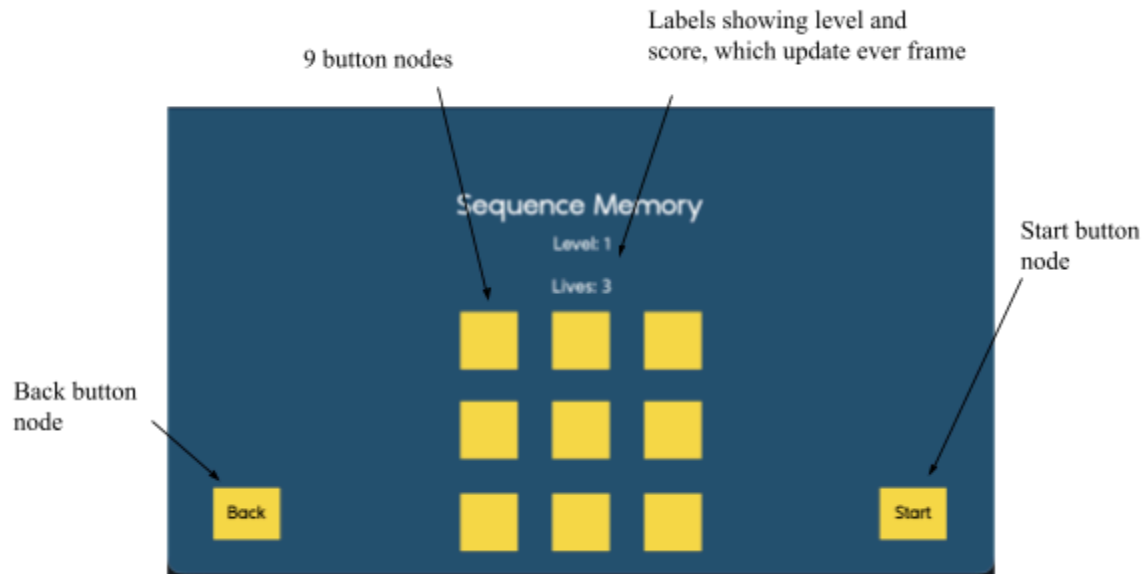 Labels showing level and
score, which update ever frame
9 button nodes
Sequence Memory
Level: 1
Start button
node
Lives: 3
Back button
node
Back
Start